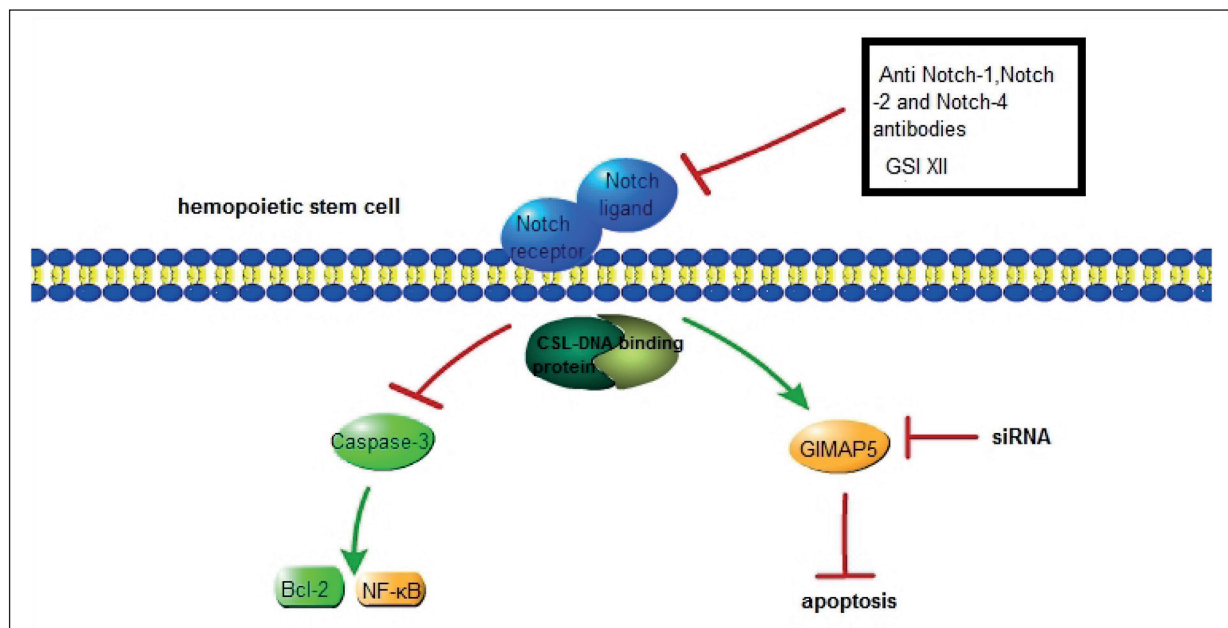 Anti Notch-1,Notch
-2 and Notch-4
antibodies
GSI XII
Notch
ligand
hemopoietic stem cell
Notch
receptor
CSL-DNA binding
protein
Caspase-3
GIMAP5
siRNA
Bcl-2
NF-κB
apoptosis